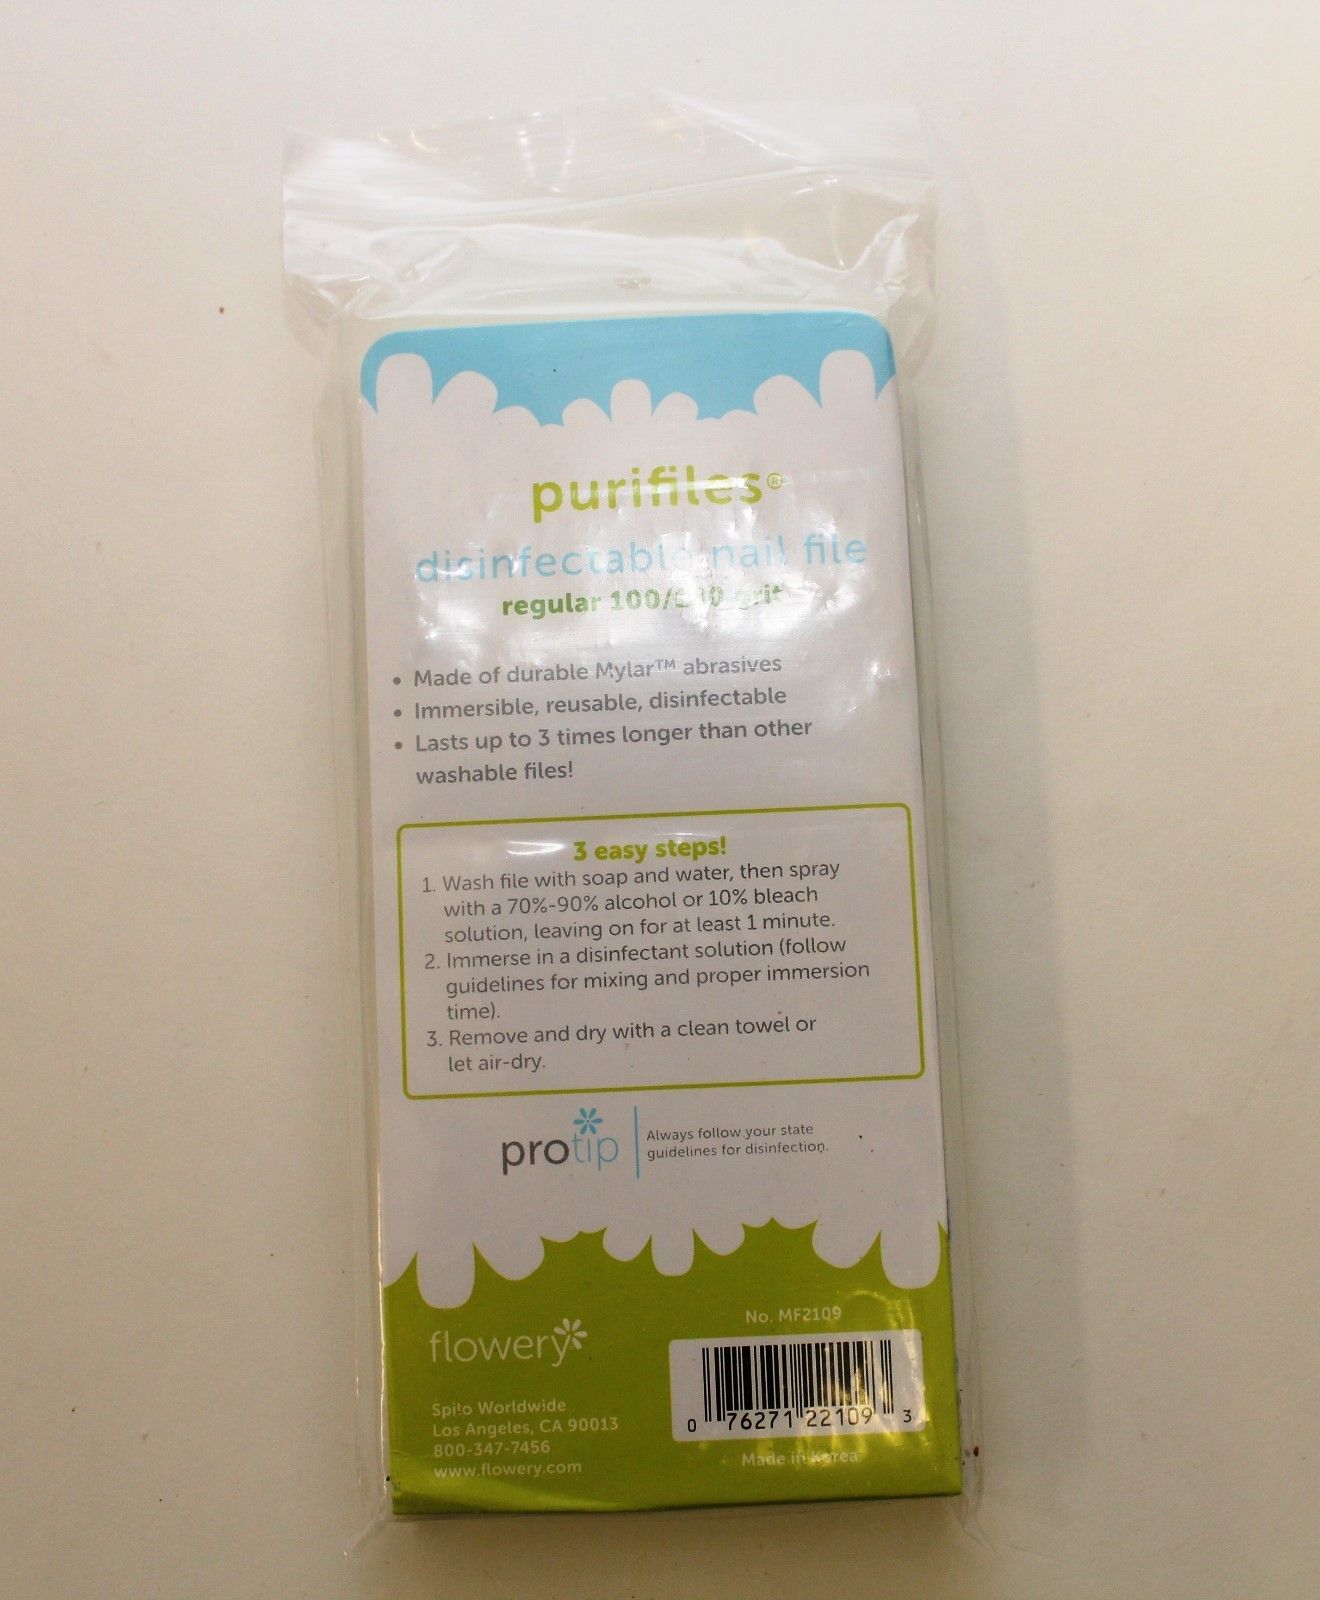 purifiles®
disinfectable nail file
regular grit
• Made of durable Mylar™ abrasives
• Immersible, reusable, disinfectable
• Lasts up to 3 times longer than other
washable files!
3 easy steps!
1. Wash file with soap and water, then spray
with a 70%-90% alcohol or 10% bleach
solution, leaving on for at least 1 minute.
2. Immerse in a disinfectant solution (follow
guidelines for mixing and proper immersion
time).
3. Remove and dry with a clean towel or
let air-dry.
protip
Always follow your state
guidelines for disinfection.
flowery
Spilo Worldwide
Los Angeles, CA 90013
800-347-7456
www.flowery.com
No. MF2109
0 76271 22109 3
Made in Korea